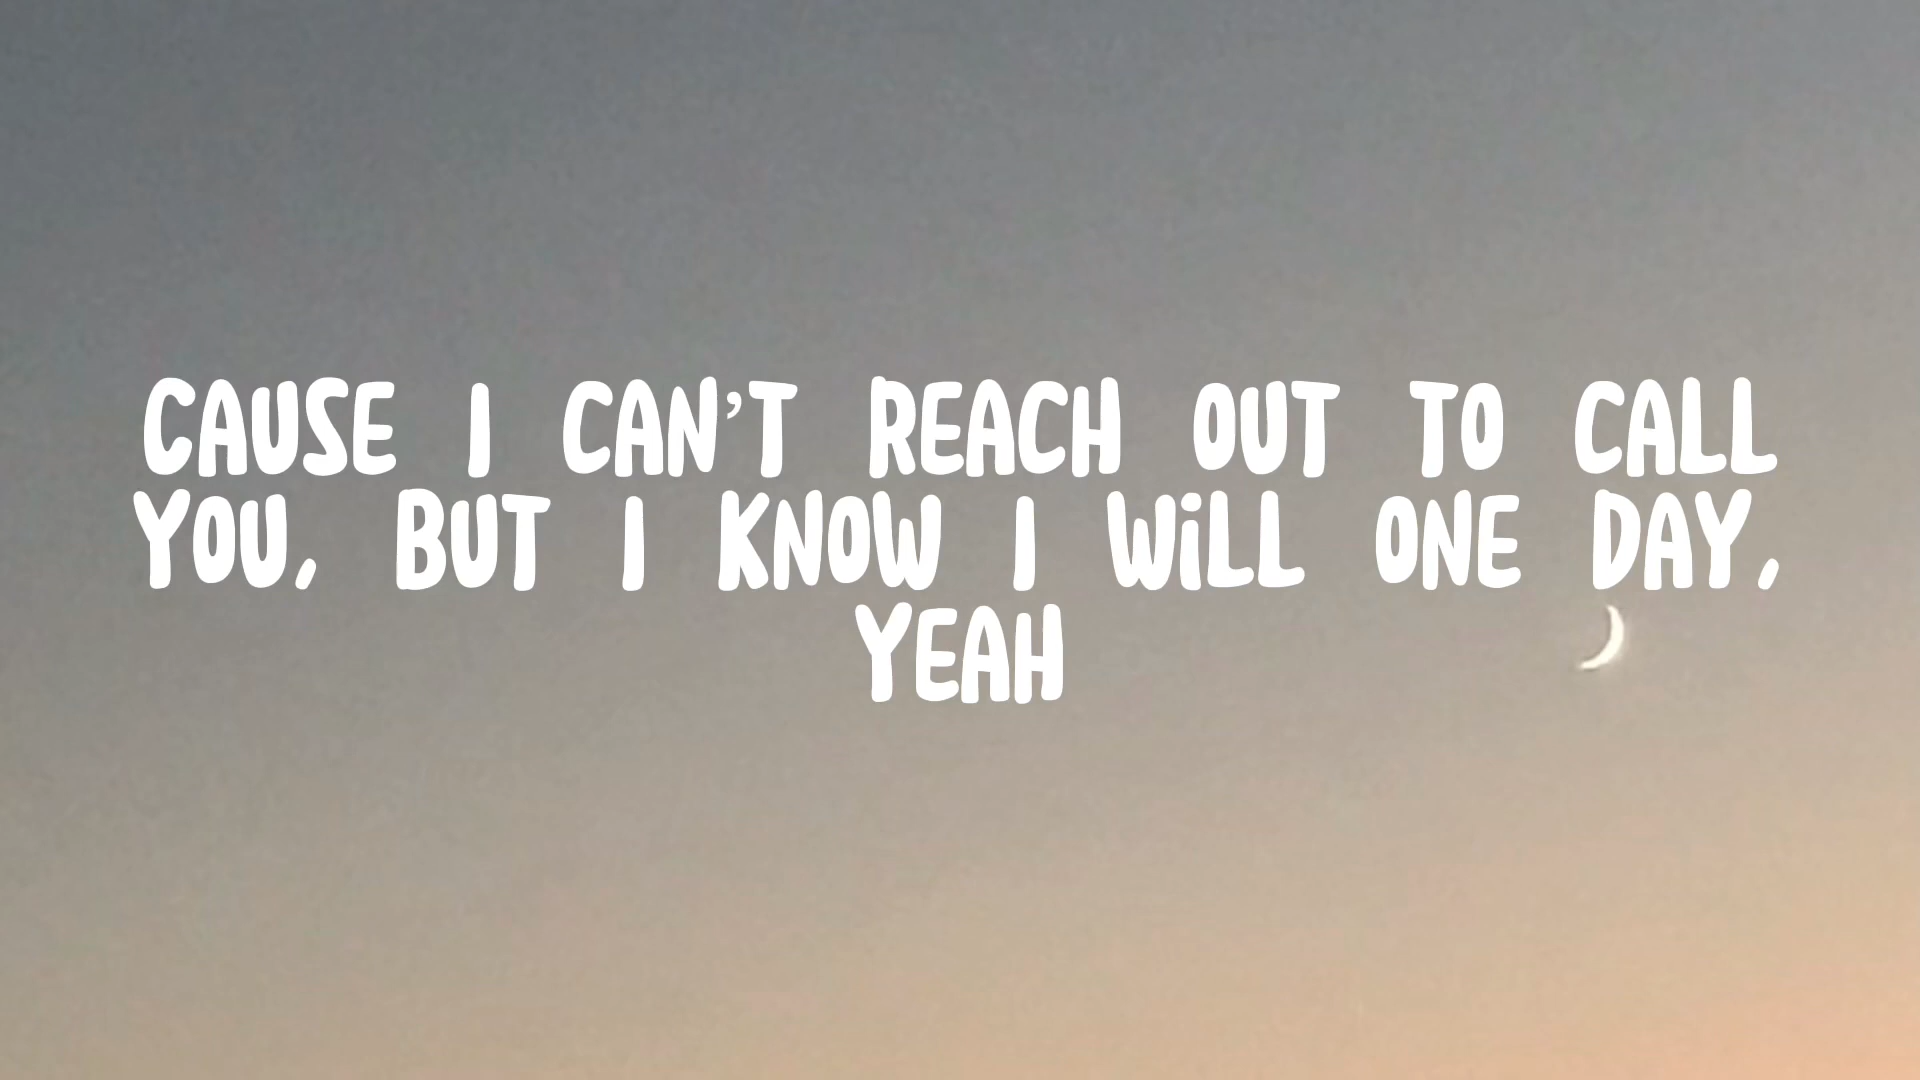 CAUSE I CAN'T REACH OUT TO CALL
YOU, BUT I KNOW I WiLL ONE DAY,
YEAH